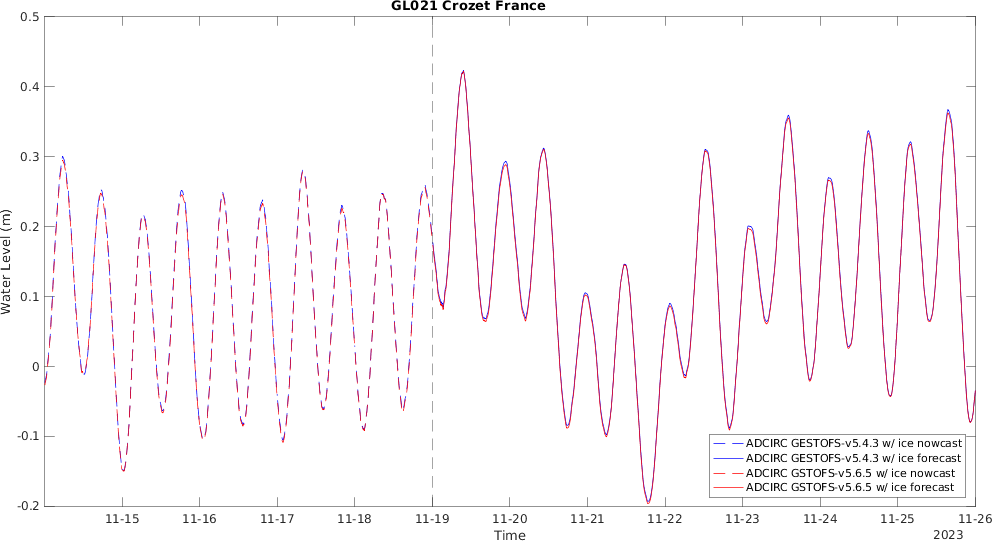 GL021 Crozet France
0.5
0.4
0.3
0.2
0.1
0
-0.1
-0.2
Water Level (m)
ADCIRC GESTOFS-v5.4.3 w/ ice nowcast
ADCIRC GESTOFS-v5.4.3 w/ ice forecast
ADCIRC GSTOFS-v5.6.5 w/ ice nowcast
ADCIRC GSTOFS-v5.6.5 w/ ice forecast
11-15 11-16 11-17 11-18 11-19 11-20 11-21 11-22 11-23 11-24 11-25 11-26
Time
2023